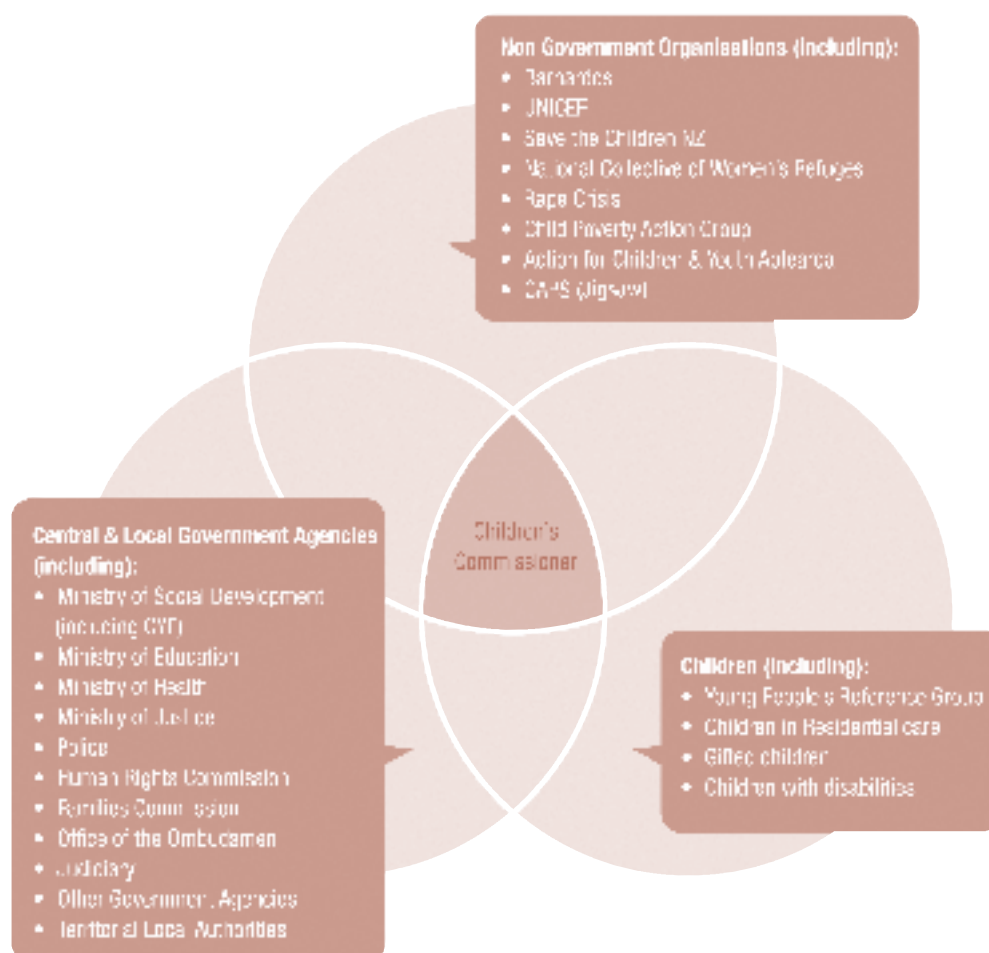 Non Government Organisations (including):
• Barnardos
• UNICEF
• Save the Children NZ
• National Collective of Women's Refuges
• Rape Crisis
• Child Poverty Action Group
• Action for Children & Youth Aotearoa
• CAPS (Jigsaw)
Children's
Commissioner
Central & Local Government Agencies
(including):
• Ministry of Social Development
(including CYF)
• Ministry of Education
• Ministry of Health
• Ministry of Justice
• Police
• Human Rights Commission
• Families Commission
• Office of the Ombudsmen
• Judiciary
• Other Government Agencies
• Territorial Local Authorities
Children (including):
• Young People's Reference Group
• Children in Residential care
• Gifted children
• Children with disabilities